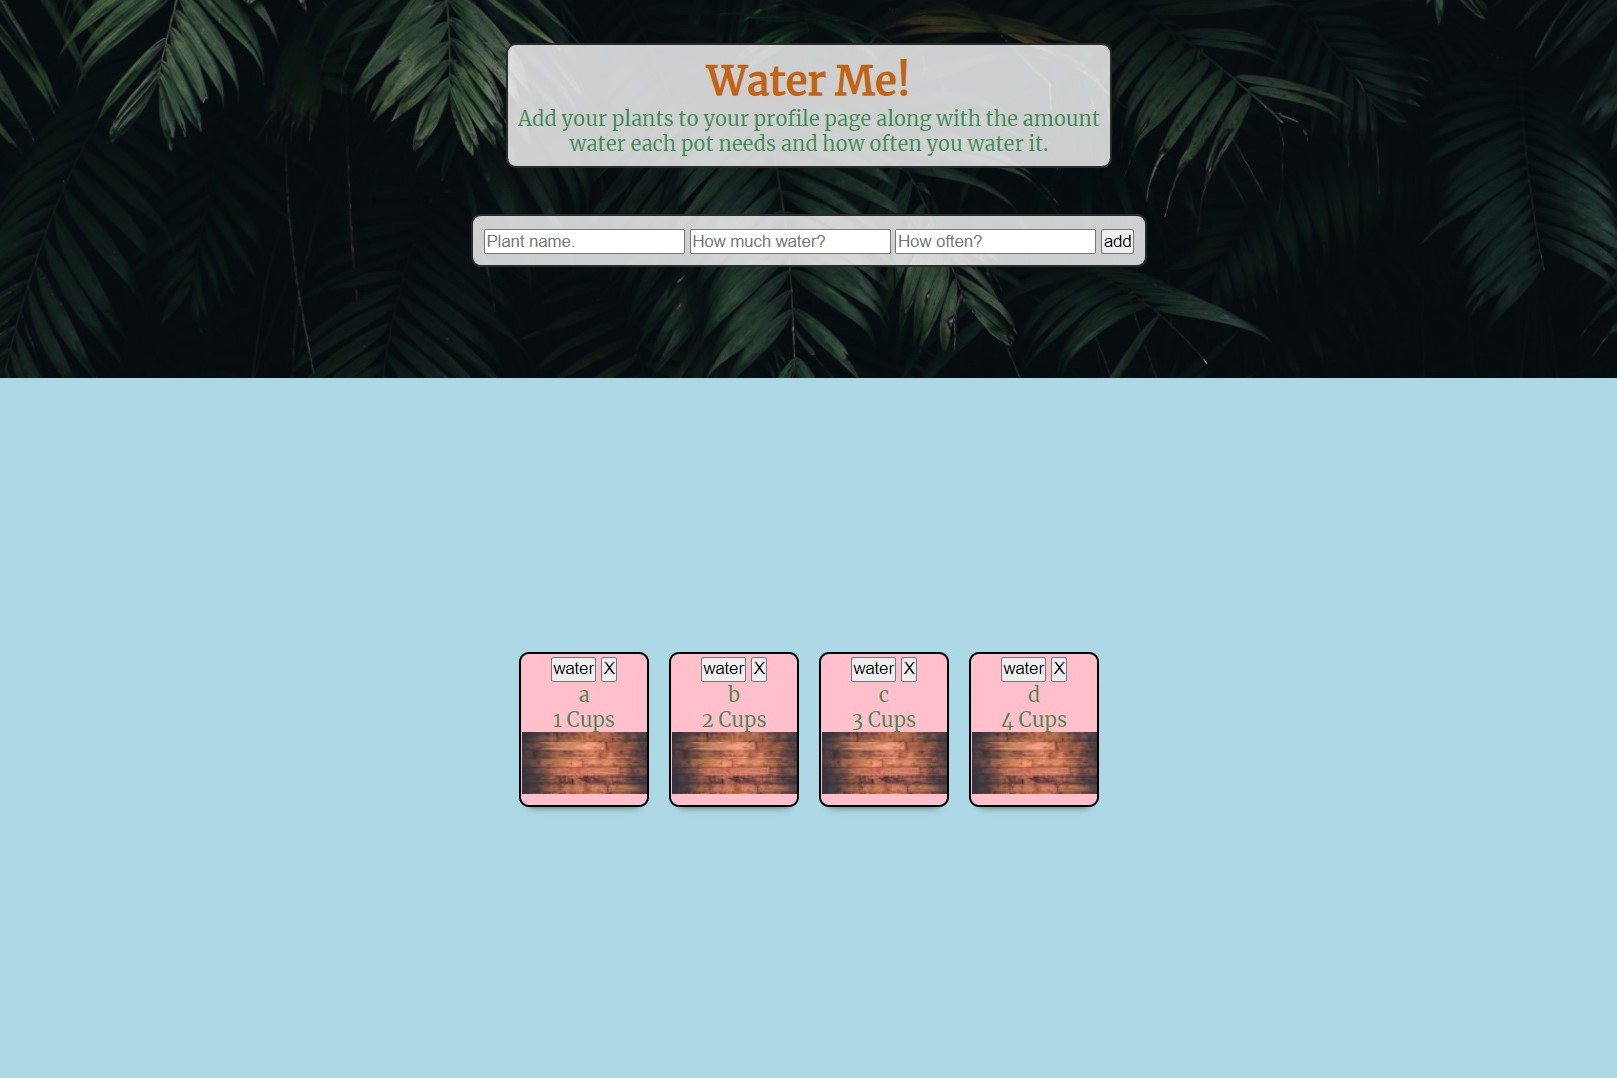 Water Me!
Add your plants to your profile page along with the amount
water each pot needs and how often you water it.
Plant name. How much water? How often? add
water X water X water X water X
a b c d
1 Cups 2 Cups 3 Cups 4 Cups